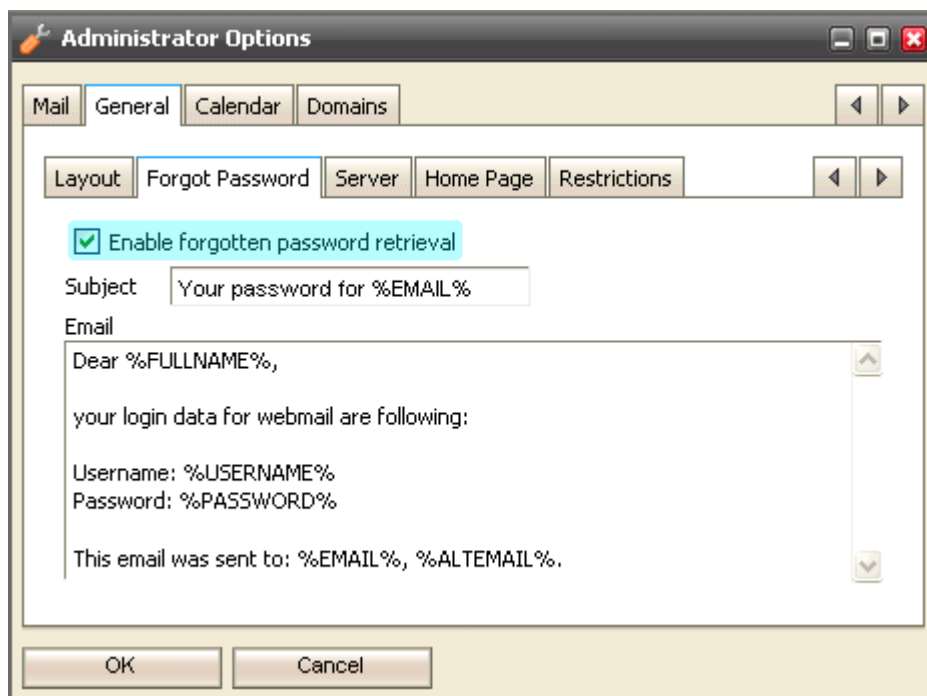 Administrator Options
Mail General Calendar Domains
Layout Forgot Password Server Home Page Restrictions
Enable forgotten password retrieval
Subject Your password for %EMAIL%
Email
Dear %FULLNAME%,
your login data for webmail are following:
Username: %USERNAME%
Password: %PASSWORD%
This email was sent to: %EMAIL%, %ALTEMAIL%.
OK Cancel